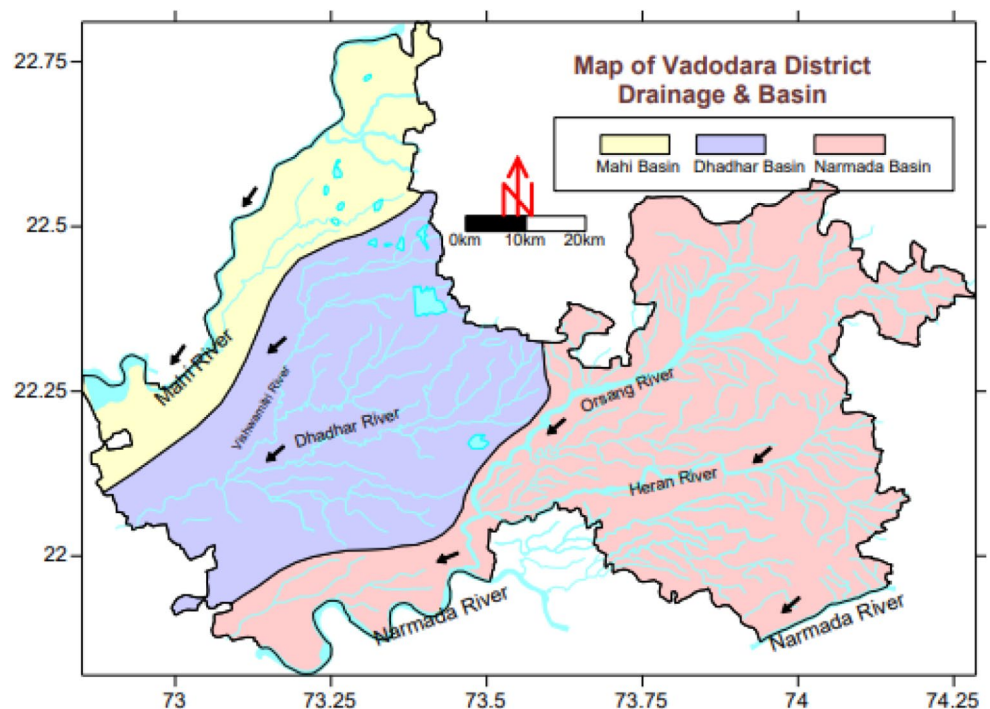 Map of Vadodara District
Drainage & Basin
Mahi Basin Dhadhar Basin Narmada Basin
N
0km 10km 20km
22.75
22.5
22.25
22
Mahi River
Vishwamitri River
Dhadhar River
Orsang River
Heran River
Narmada River
Narmada River
73 73.25 73.5 73.75 74 74.25